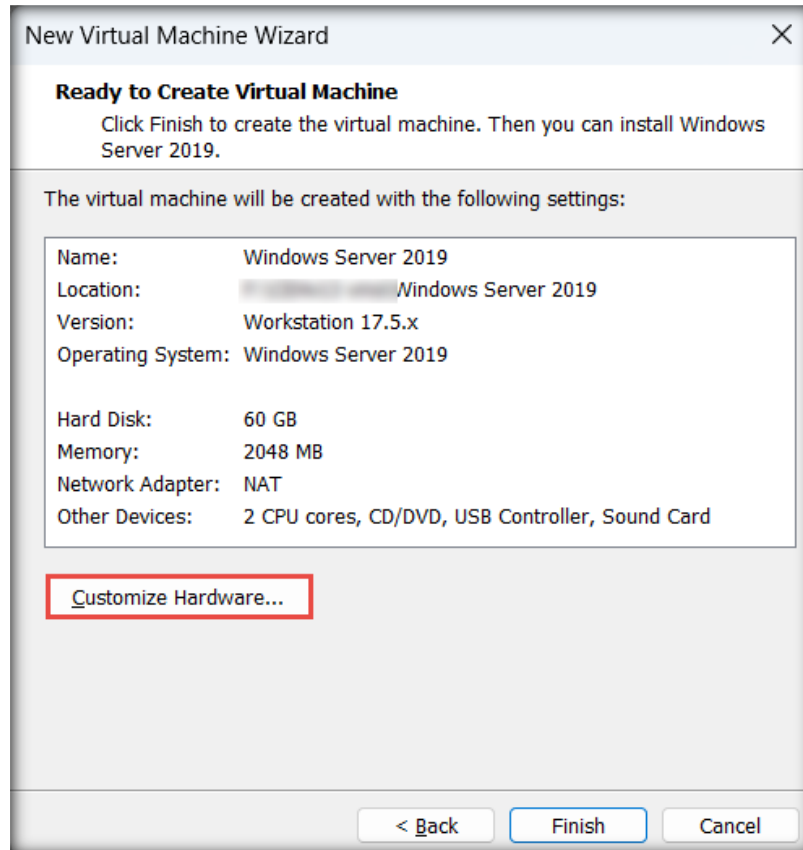 New Virtual Machine Wizard
Ready to Create Virtual Machine
Click Finish to create the virtual machine. Then you can install Windows
Server 2019.
The virtual machine will be created with the following settings:
Name: Windows Server 2019
Location: Windows Server 2019
Version: Workstation 17.5.x
Operating System: Windows Server 2019
Hard Disk: 60 GB
Memory: 2048 MB
Network Adapter: NAT
Other Devices: 2 CPU cores, CD/DVD, USB Controller, Sound Card
Customize Hardware...
< Back Finish Cancel